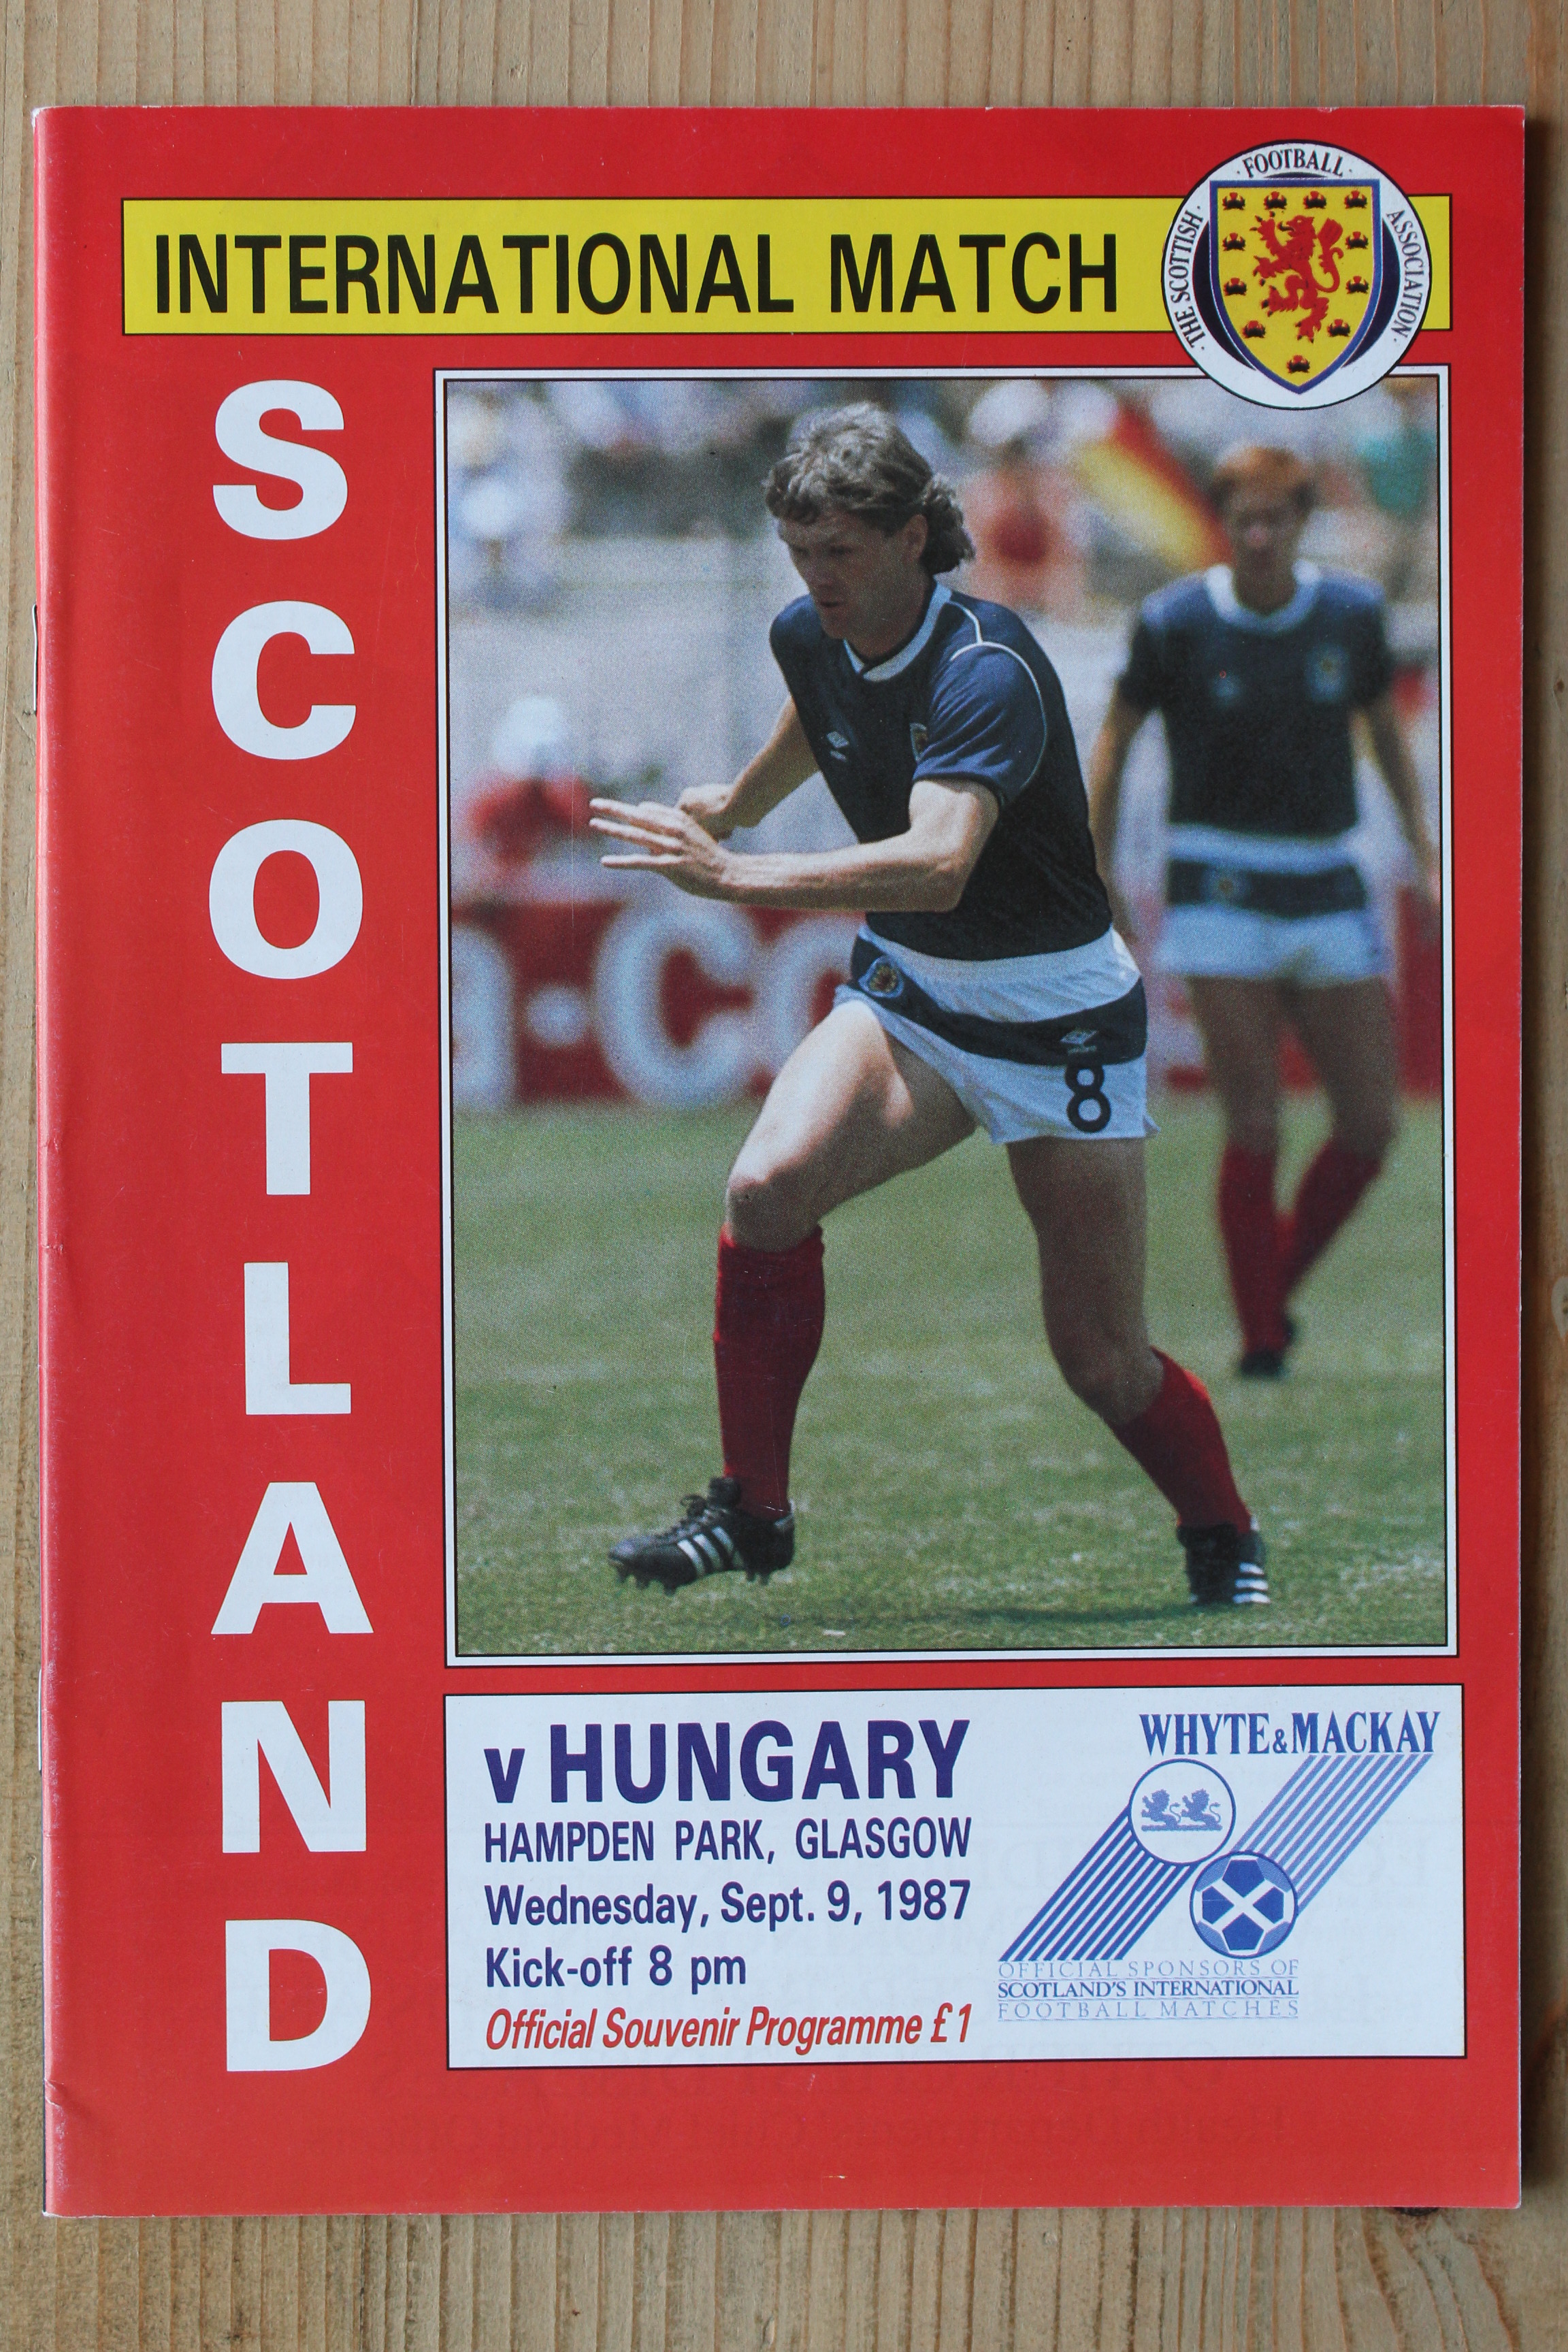 INTERNATIONAL MATCH
· THE SCOTTISH · FOOTBALL · ASSOCIATION ·
SCOTLAND
8
v HUNGARY
HAMPDEN PARK, GLASGOW
Wednesday, Sept. 9, 1987
Kick-off 8 pm
Official Souvenir Programme £1
WHYTE & MACKAY
OFFICIAL SPONSORS OF
SCOTLAND'S INTERNATIONAL
FOOTBALL MATCHES